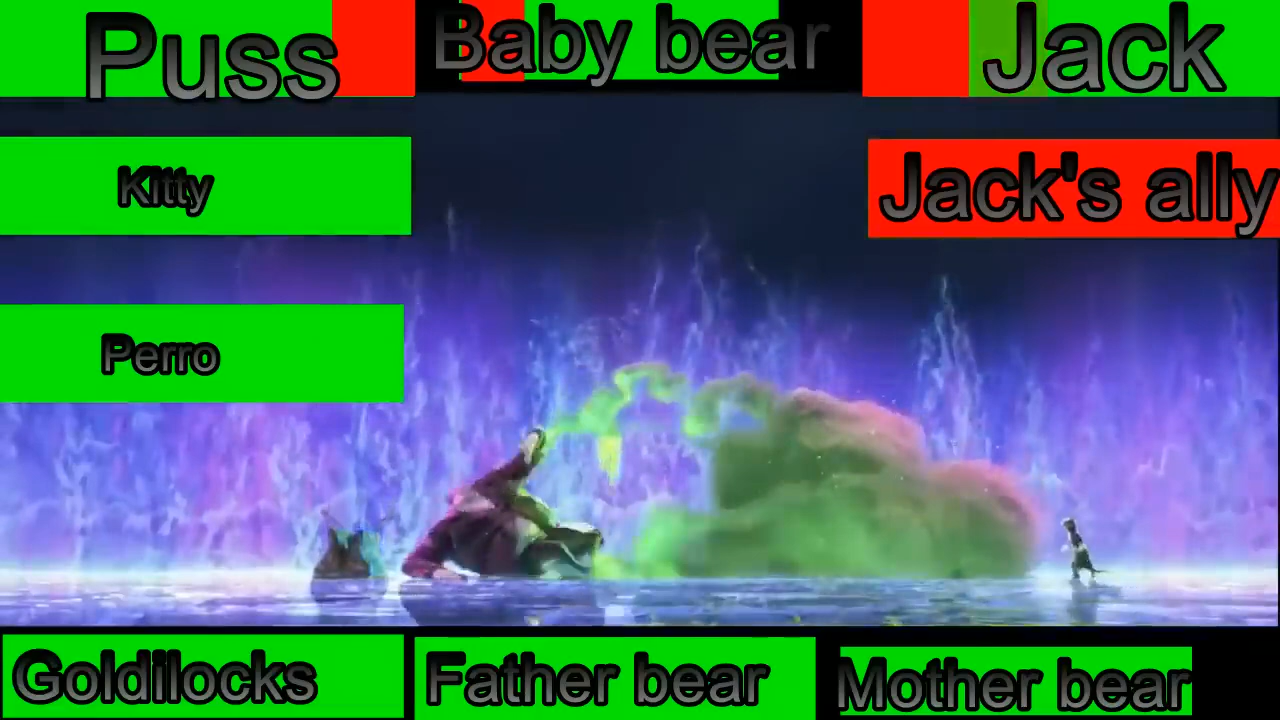 Puss
Baby bear
Jack
Kitty
Jack's ally
Perro
Goldilocks
Father bear
Mother bear